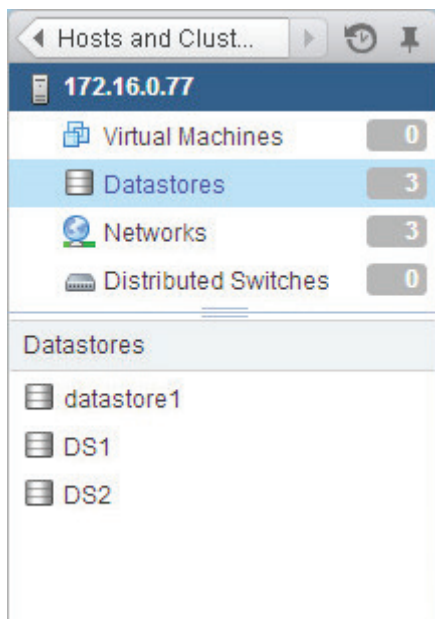 Hosts and Clust...
172.16.0.77
Virtual Machines 0
Datastores 3
Networks 3
Distributed Switches 0
Datastores
datastore1
DS1
DS2